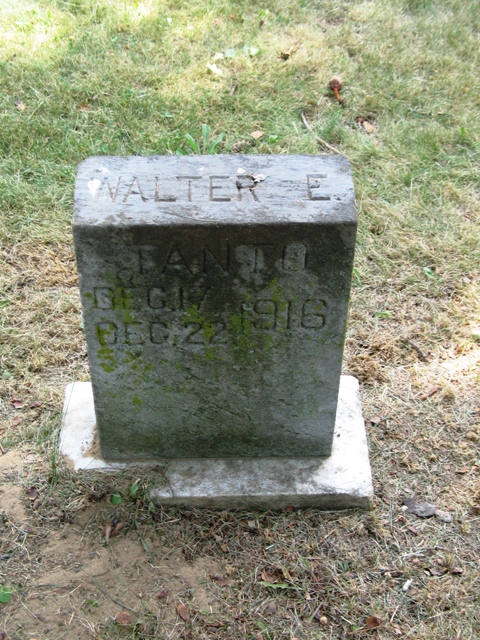 WALTER E.
TANTO
DEC.17
DEC.22 1916